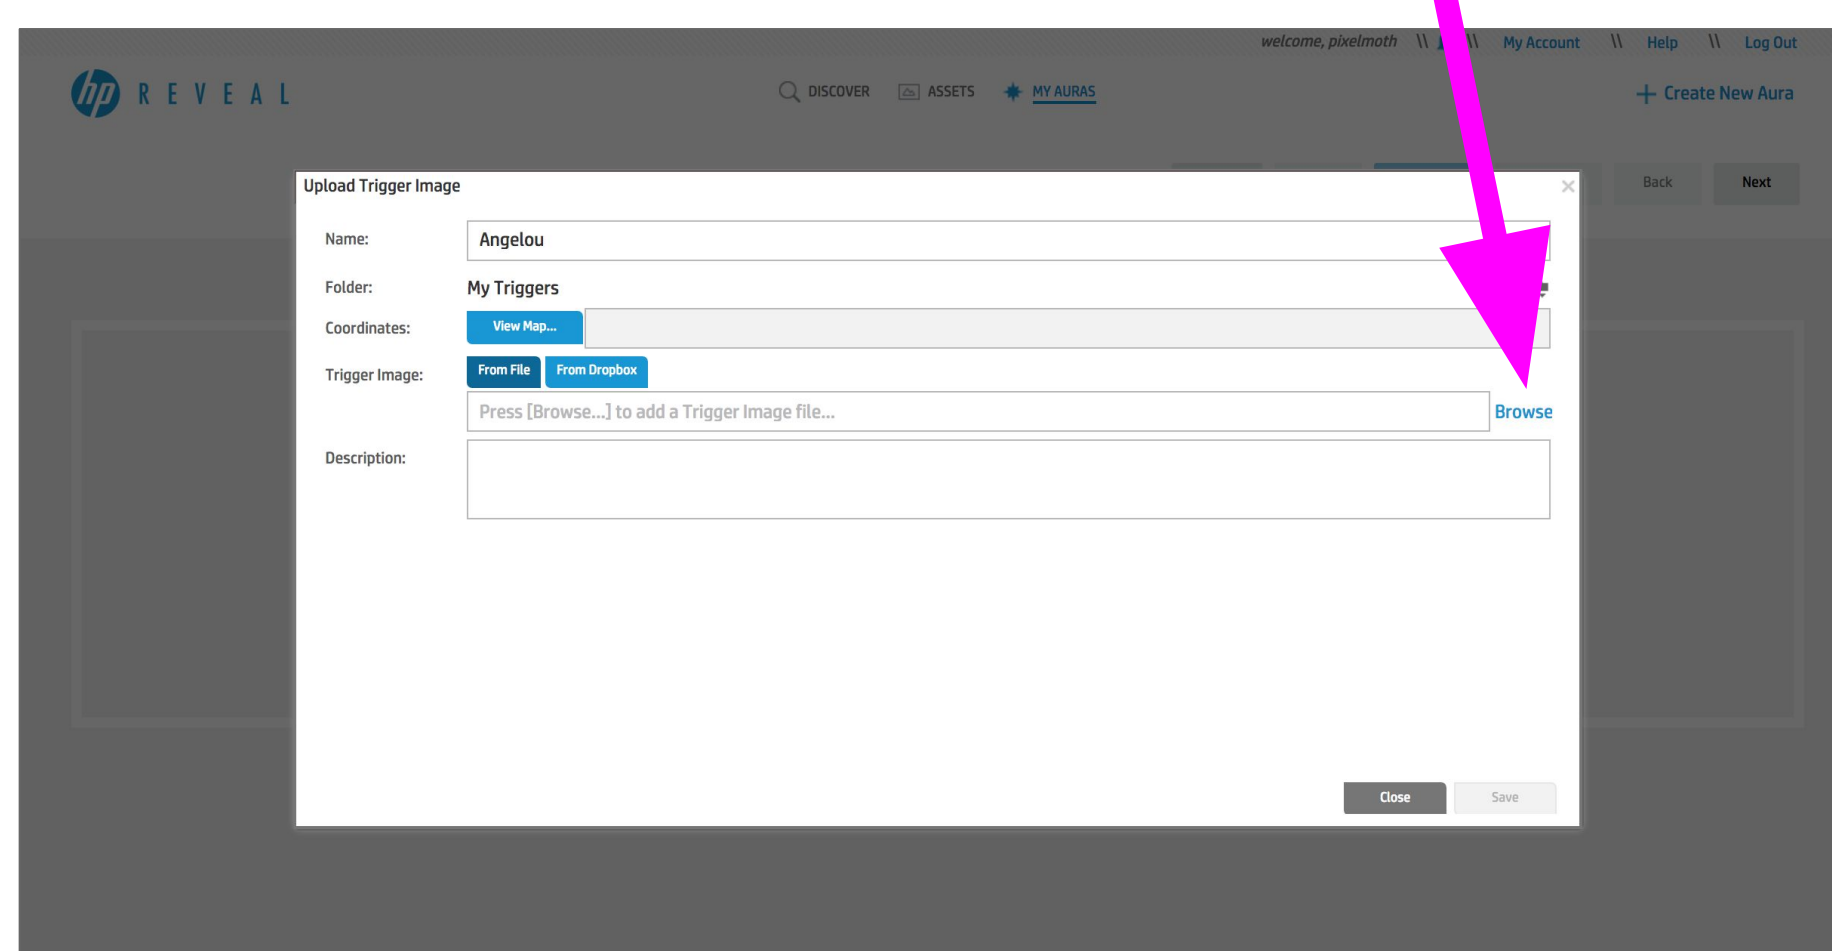 welcome, pixelmoth \\ \\ My Account \\ Help \\ Log Out
hp REVEAL
DISCOVER ASSETS MY AURAS
+ Create New Aura
Back Next
Upload Trigger Image
Name: Angelou
Folder: My Triggers
Coordinates: View Map...
Trigger Image: From File From Dropbox
Press [Browse...] to add a Trigger Image file... Browse
Description:
Close Save